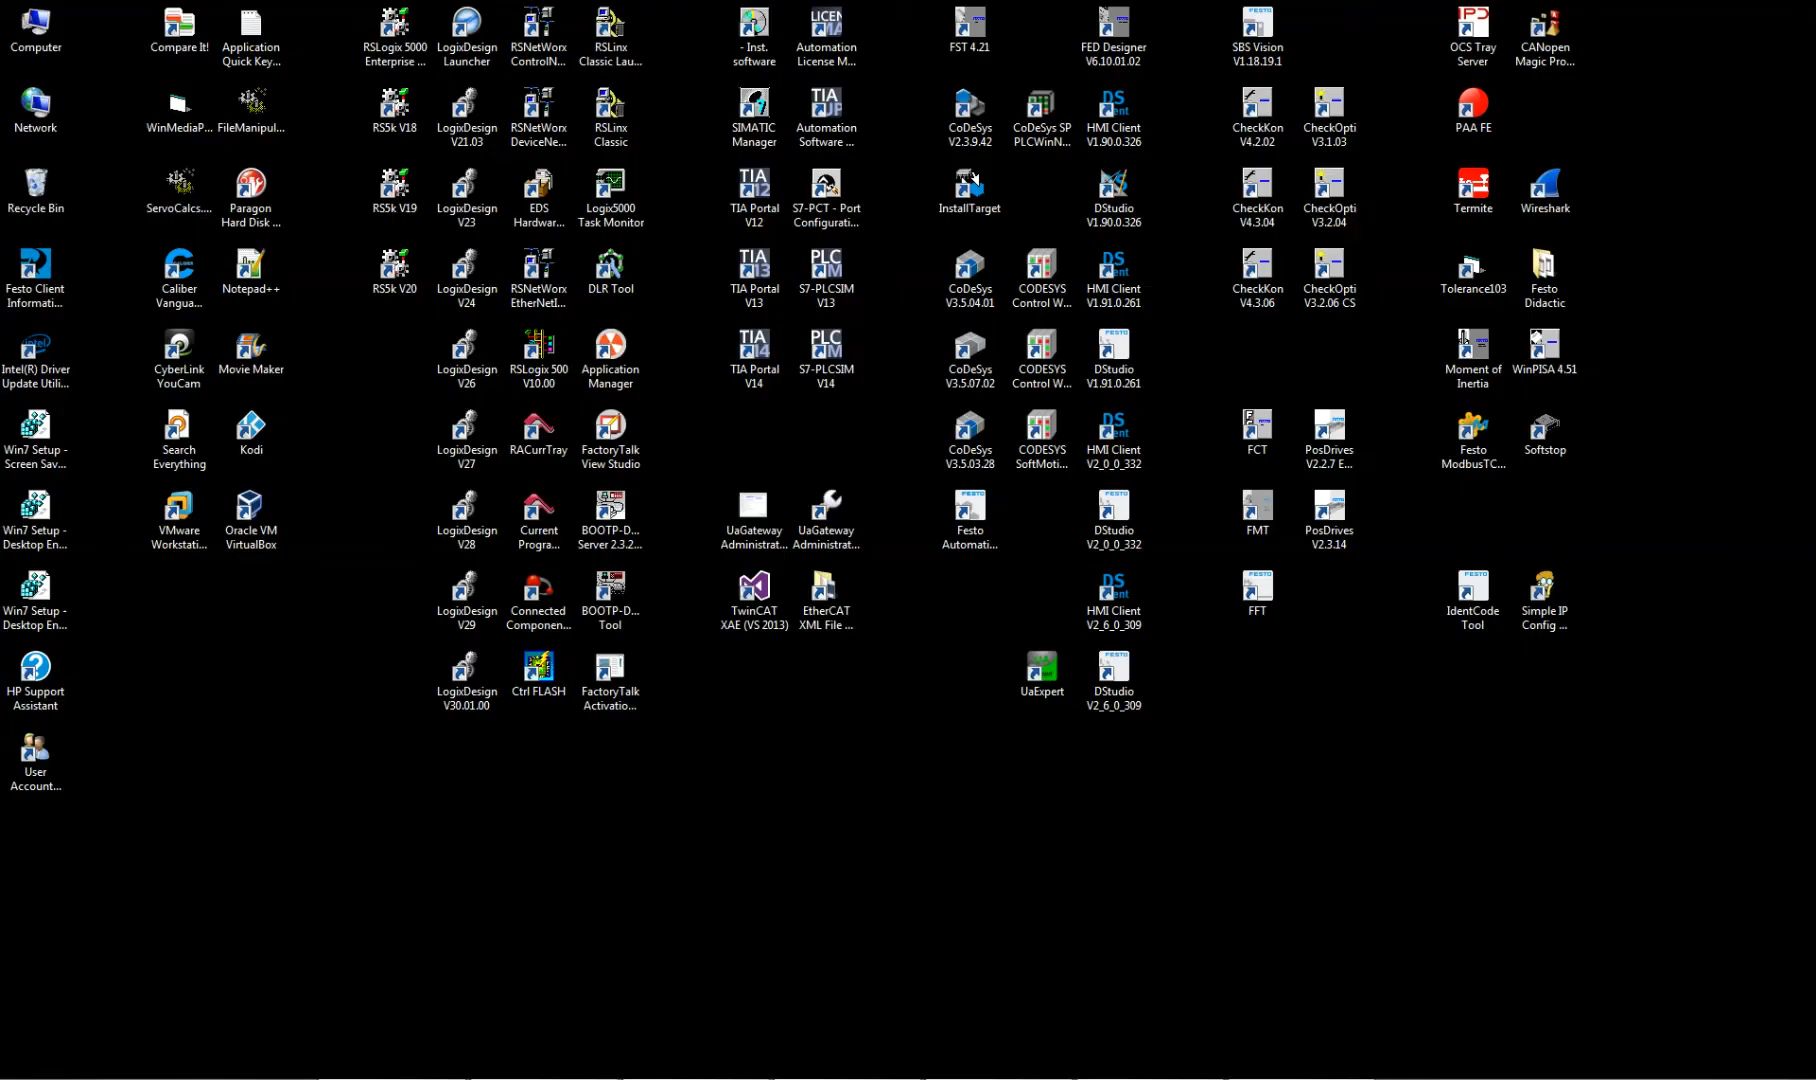 Computer
Compare It!
Application
Quick Key...
RSLogix 5000
Enterprise ...
LogixDesign
Launcher
RSNetWorx
ControlN...
RSLinx
Classic Lau...
- Inst.
software
Automation
License M...
FST 4.21
FED Designer
V6.10.01.02
SBS Vision
V1.18.19.1
OCS Tray
Server
CANopen
Magic Pro...
Network
WinMediaP...
FileManipul...
RS5k V18
LogixDesign
V21.03
RSNetWorx
DeviceNe...
RSLinx
Classic
SIMATIC
Manager
Automation
Software ...
CoDeSys
V2.3.9.42
CoDeSys SP
PLCWinN...
HMI Client
V1.90.0.326
CheckKon
V4.2.02
CheckOpti
V3.1.03
PAA FE
Recycle Bin
ServoCalcs....
Paragon
Hard Disk ...
RS5k V19
LogixDesign
V23
EDS
Hardwar...
Logix5000
Task Monitor
TIA Portal
V12
S7-PCT - Port
Configurati...
InstallTarget
DStudio
V1.90.0.326
CheckKon
V4.3.04
CheckOpti
V3.2.04
Termite
Wireshark
Festo Client
Informati...
Caliber
Vangua...
Notepad++
RS5k V20
LogixDesign
V24
RSNetWorx
EtherNetI...
DLR Tool
TIA Portal
V13
S7-PLCSIM
V13
CoDeSys
V3.5.04.01
CODESYS
Control W...
HMI Client
V1.91.0.261
CheckKon
V4.3.06
CheckOpti
V3.2.06 CS
Tolerance103
Festo
Didactic
Intel(R) Driver
Update Utili...
CyberLink
YouCam
Movie Maker
LogixDesign
V26
RSLogix 500
V10.00
Application
Manager
TIA Portal
V14
S7-PLCSIM
V14
CoDeSys
V3.5.07.02
CODESYS
Control W...
DStudio
V1.91.0.261
Moment of
Inertia
WinPISA 4.51
Win7 Setup -
Screen Sav...
Search
Everything
Kodi
LogixDesign
V27
RACurrTray
FactoryTalk
View Studio
CoDeSys
V3.5.03.28
CODESYS
SoftMoti...
HMI Client
V2_0_0_332
FCT
PosDrives
V2.2.7 E...
Festo
ModbusTC...
Softstop
Win7 Setup -
Desktop En...
VMware
Workstati...
Oracle VM
VirtualBox
LogixDesign
V28
Current
Progra...
BOOTP-D...
Server 2.3.2...
UaGateway
Administrat...
UaGateway
Administrat...
Festo
Automati...
DStudio
V2_0_0_332
FMT
PosDrives
V2.3.14
Win7 Setup -
Desktop En...
LogixDesign
V29
Connected
Componen...
BOOTP-D...
Tool
TwinCAT
XAE (VS 2013)
EtherCAT
XML File ...
HMI Client
V2_6_0_309
FFT
IdentCode
Tool
Simple IP
Config ...
HP Support
Assistant
LogixDesign
V30.01.00
Ctrl FLASH
FactoryTalk
Activatio...
UaExpert
DStudio
V2_6_0_309
User
Account...